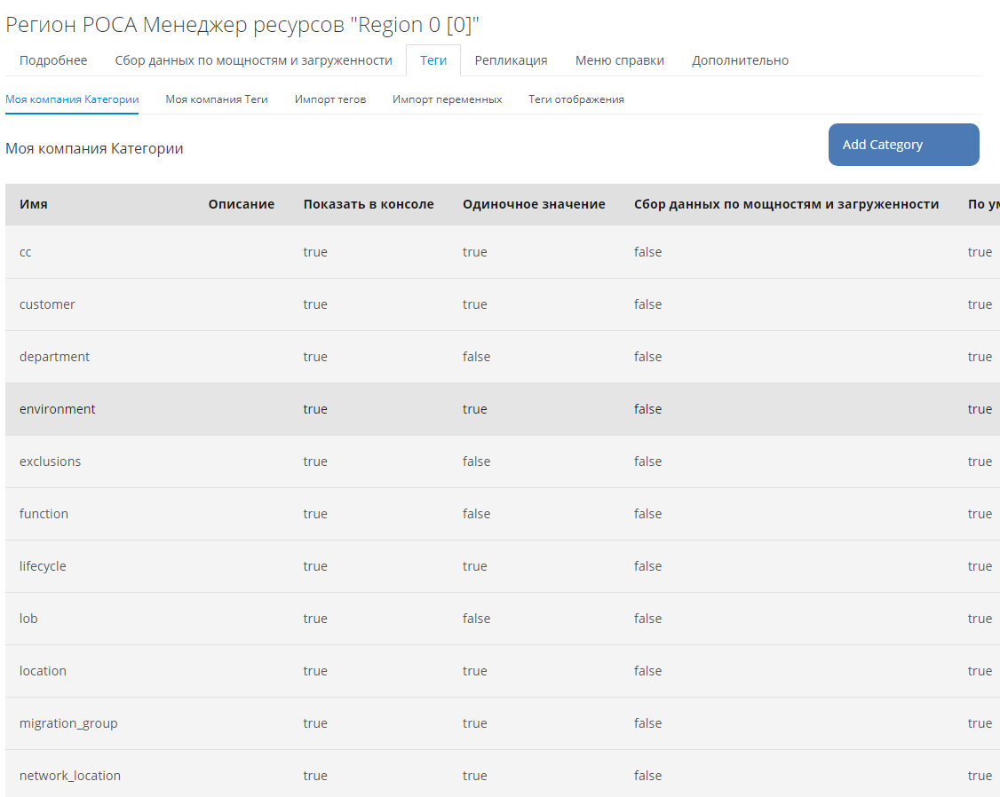 Регион РОСА Менеджер ресурсов "Region 0 [0]"
Подробнее Сбор данных по мощностям и загруженности Теги Репликация Меню справки Дополнительно
Моя компания Категории Моя компания Теги Импорт тегов Импорт переменных Теги отображения
Моя компания Категории Add Category
Имя Описание Показать в консоле Одиночное значение Сбор данных по мощностям и загруженности По ум
cc true true false true
customer true true false true
department true false false true
environment true true false true
exclusions true false false true
function true false false true
lifecycle true true false true
lob true false false true
location true true false true
migration_group true true false true
network_location true true false true